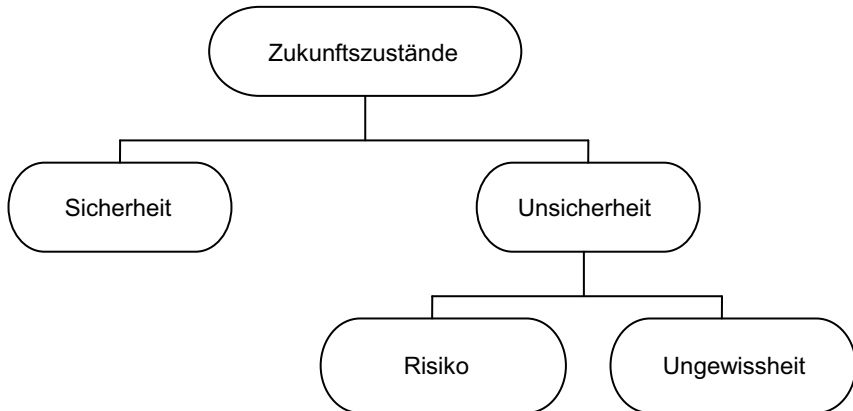 Zukunftszustände
Sicherheit
Unsicherheit
Risiko
Ungewissheit